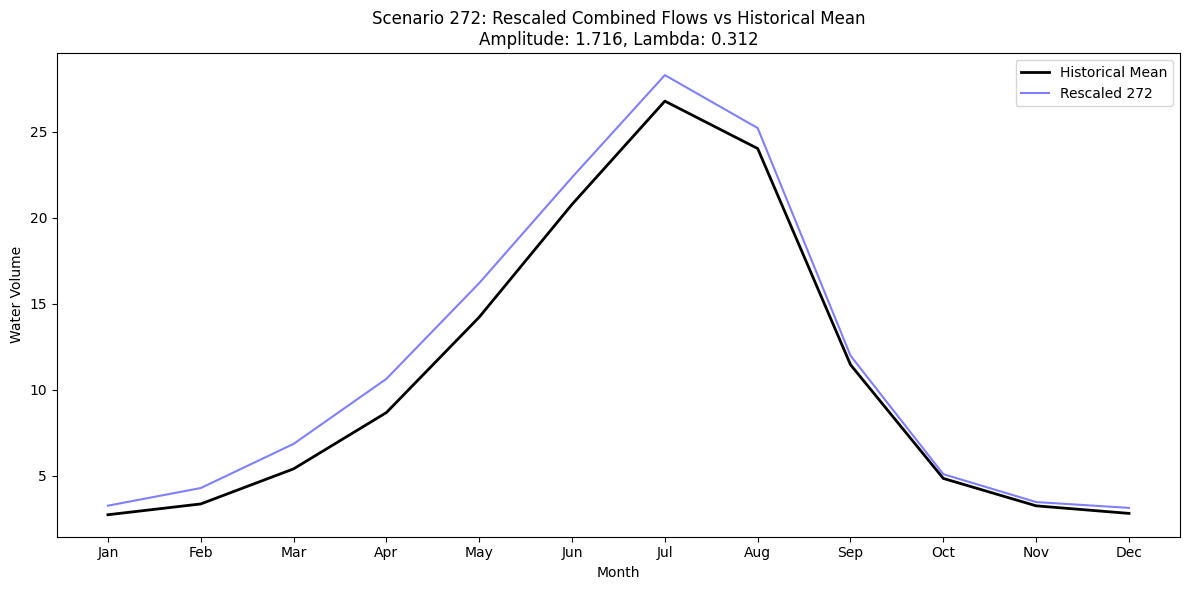 Scenario 272: Rescaled Combined Flows vs Historical Mean
Amplitude: 1.716, Lambda: 0.312
Historical Mean
Rescaled 272
Water Volume
25
20
15
10
5
Jan Feb Mar Apr May Jun Jul Aug Sep Oct Nov Dec
Month